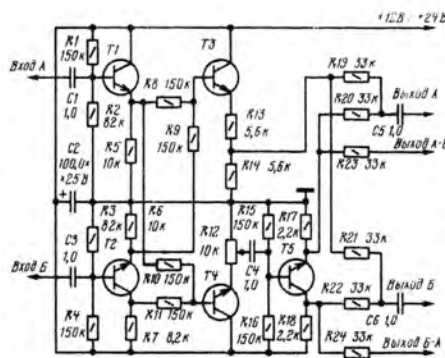 +12В ÷ +24В
R1
150к
T1
T3
R19 33к
Вход А
R8 150к
Выход А
C1
1,0
R2
82к
R9
150к
R13
5,6к
R20 33к
C5 1,0
Выход А-Б
R5
10к
R23 33к
C2
100,0×
×25В
R14 5,6к
R3
82к
R6
10к
R12
10к
R15
150к
R17
2,2к
C3
1,0
T2
T5
R21 33к
Вход Б
R10 150к
T4
C4
1,0
R22 33к
Выход Б
R11 150к
C6 1,0
R4
150к
R7 8,2к
R16
150к
R18
2,2к
R24 33к
Выход Б-А